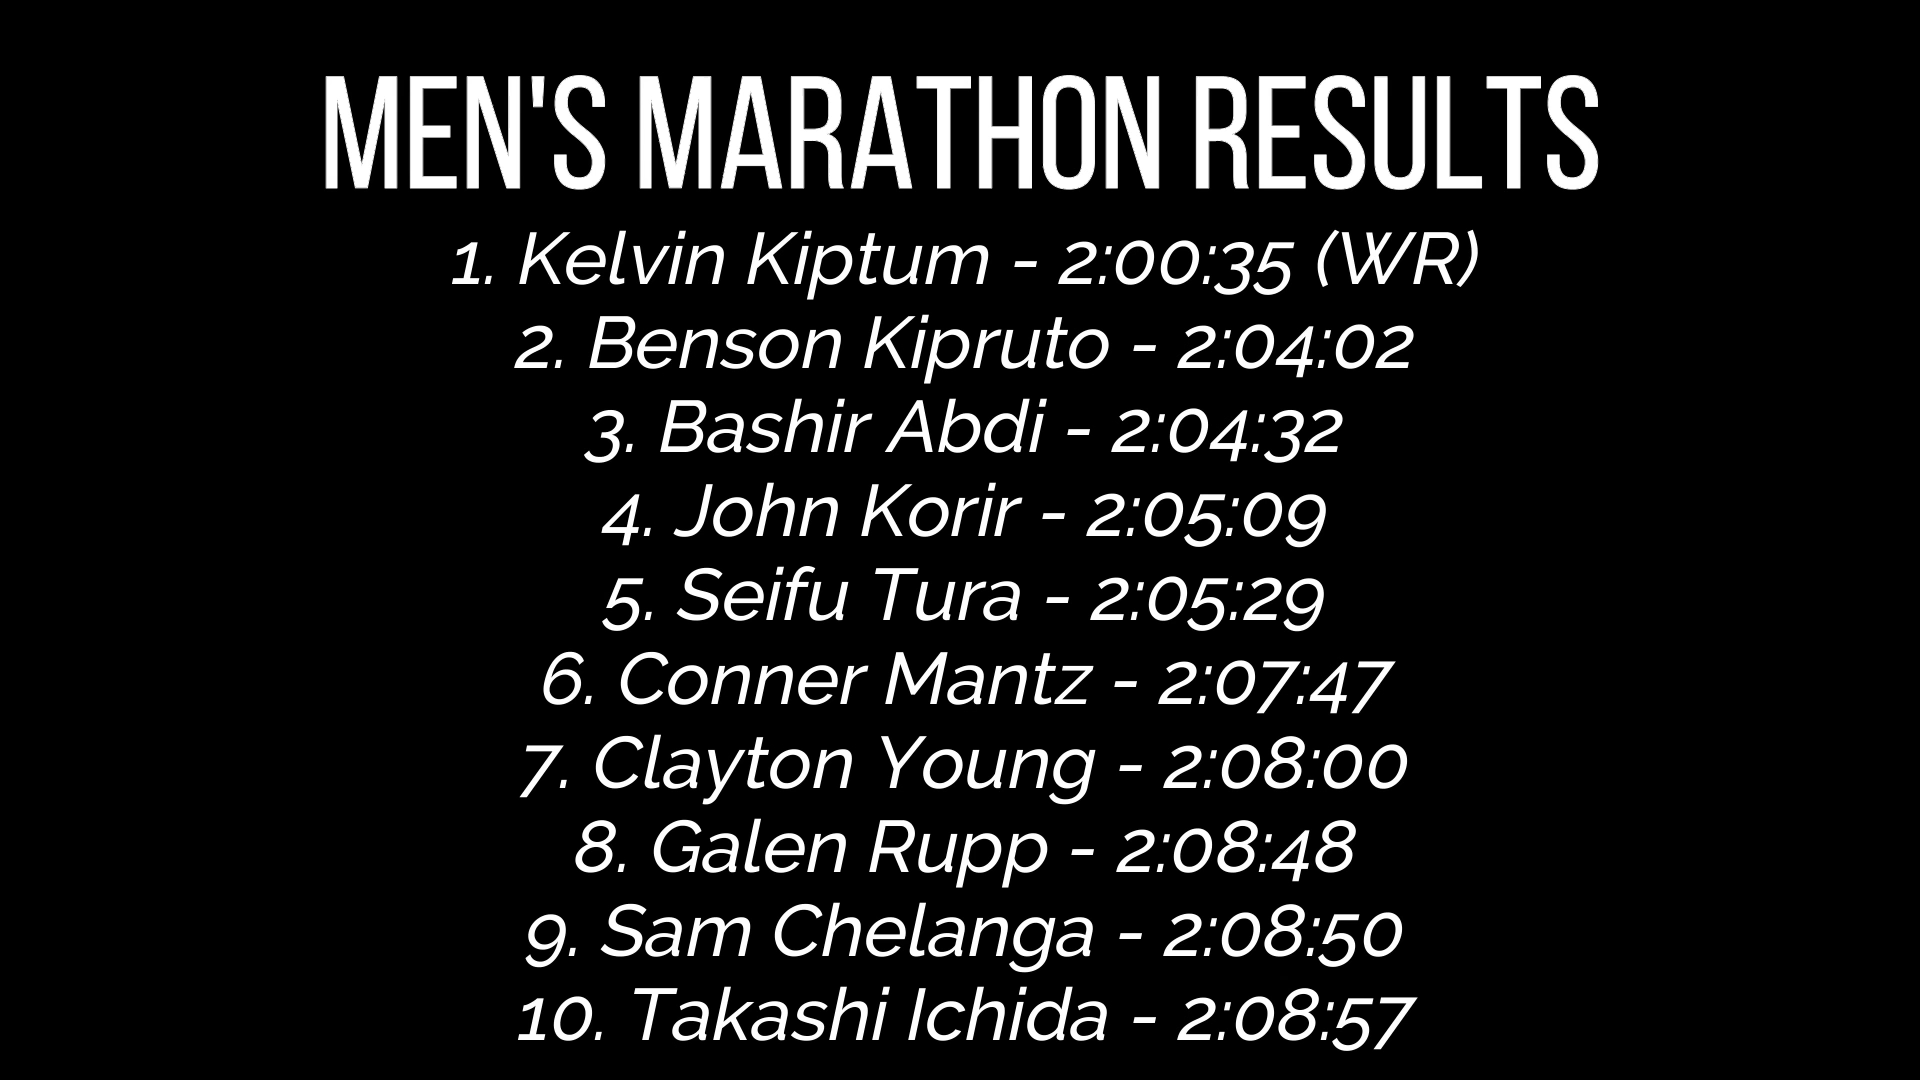 MEN'S MARATHON RESULTS
1. Kelvin Kiptum - 2:00:35 (WR)
2. Benson Kipruto - 2:04:02
3. Bashir Abdi - 2:04:32
4. John Korir - 2:05:09
5. Seifu Tura - 2:05:29
6. Conner Mantz - 2:07:47
7. Clayton Young - 2:08:00
8. Galen Rupp - 2:08:48
9. Sam Chelanga - 2:08:50
10. Takashi Ichida - 2:08:57